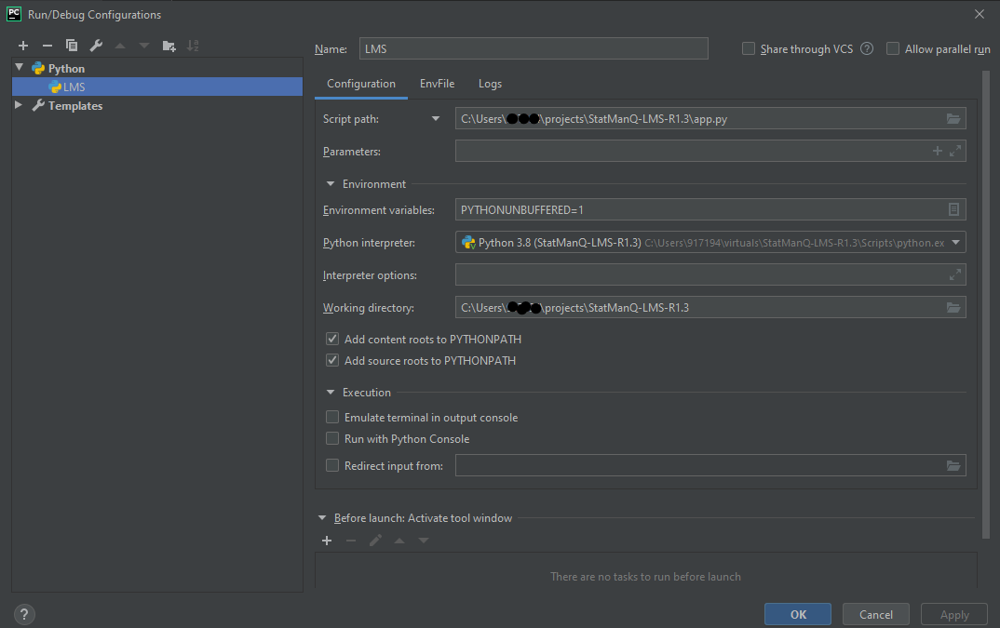 PC Run/Debug Configurations
Name: LMS
Share through VCS ? Allow parallel run
Python
LMS
Templates
Configuration EnvFile Logs
Script path: C:\Users\ \projects\StatManQ-LMS-R1.3\app.py
Parameters:
Environment
Environment variables: PYTHONUNBUFFERED=1
Python interpreter: Python 3.8 (StatManQ-LMS-R1.3) C:\Users\917194\virtuals\StatManQ-LMS-R1.3\Scripts\python.ex
Interpreter options:
Working directory: C:\Users\ \projects\StatManQ-LMS-R1.3
Add content roots to PYTHONPATH
Add source roots to PYTHONPATH
Execution
Emulate terminal in output console
Run with Python Console
Redirect input from:
Before launch: Activate tool window
There are no tasks to run before launch
? OK Cancel Apply